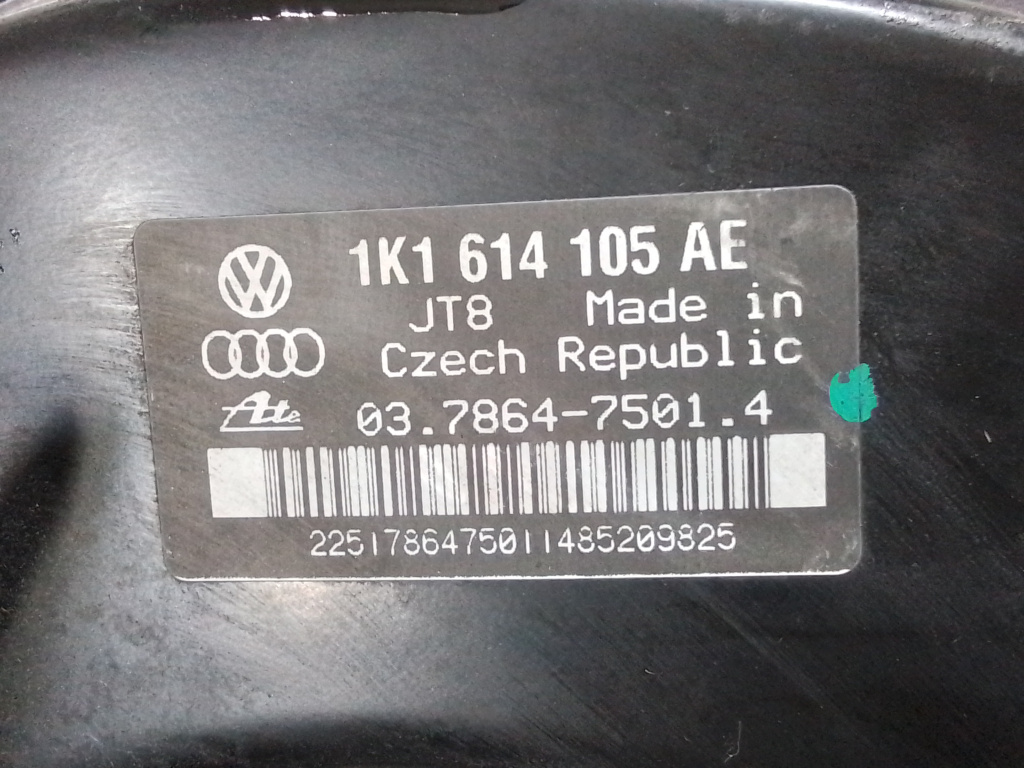 1K1 614 105 AE
JT8 Made in
Czech Republic
Ate 03.7864-7501.4
2251786475011485209825